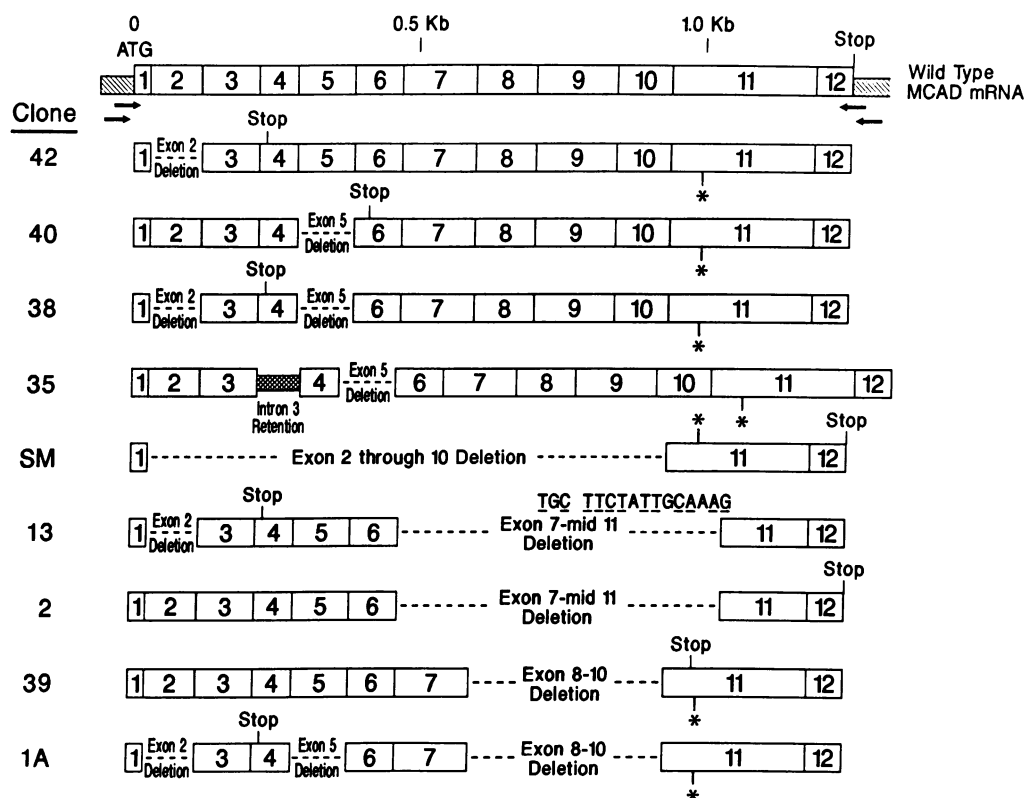 0 0.5 Kb 1.0 Kb
ATG Stop
1 2 3 4 5 6 7 8 9 10 11 12 Wild Type
MCAD mRNA
Clone
Stop
42 1 Exon 2 Deletion 3 4 5 6 7 8 9 10 11 12
*
Stop
40 1 2 3 4 Exon 5 Deletion 6 7 8 9 10 11 12
*
Stop
38 1 Exon 2 Deletion 3 4 Exon 5 Deletion 6 7 8 9 10 11 12
*
35 1 2 3 4 Exon 5 Deletion 6 7 8 9 10 11 12
Intron 3
Retention
* *
Stop
SM 1 Exon 2 through 10 Deletion 11 12
Stop
TGC TTCTATTGCAAAG
13 1 Exon 2 Deletion 3 4 5 6 Exon 7-mid 11 Deletion 11 12
Stop
2 1 2 3 4 5 6 Exon 7-mid 11 Deletion 11 12
Stop
39 1 2 3 4 5 6 7 Exon 8-10 Deletion 11 12
*
Stop
1A 1 Exon 2 Deletion 3 4 Exon 5 Deletion 6 7 Exon 8-10 Deletion 11 12
*